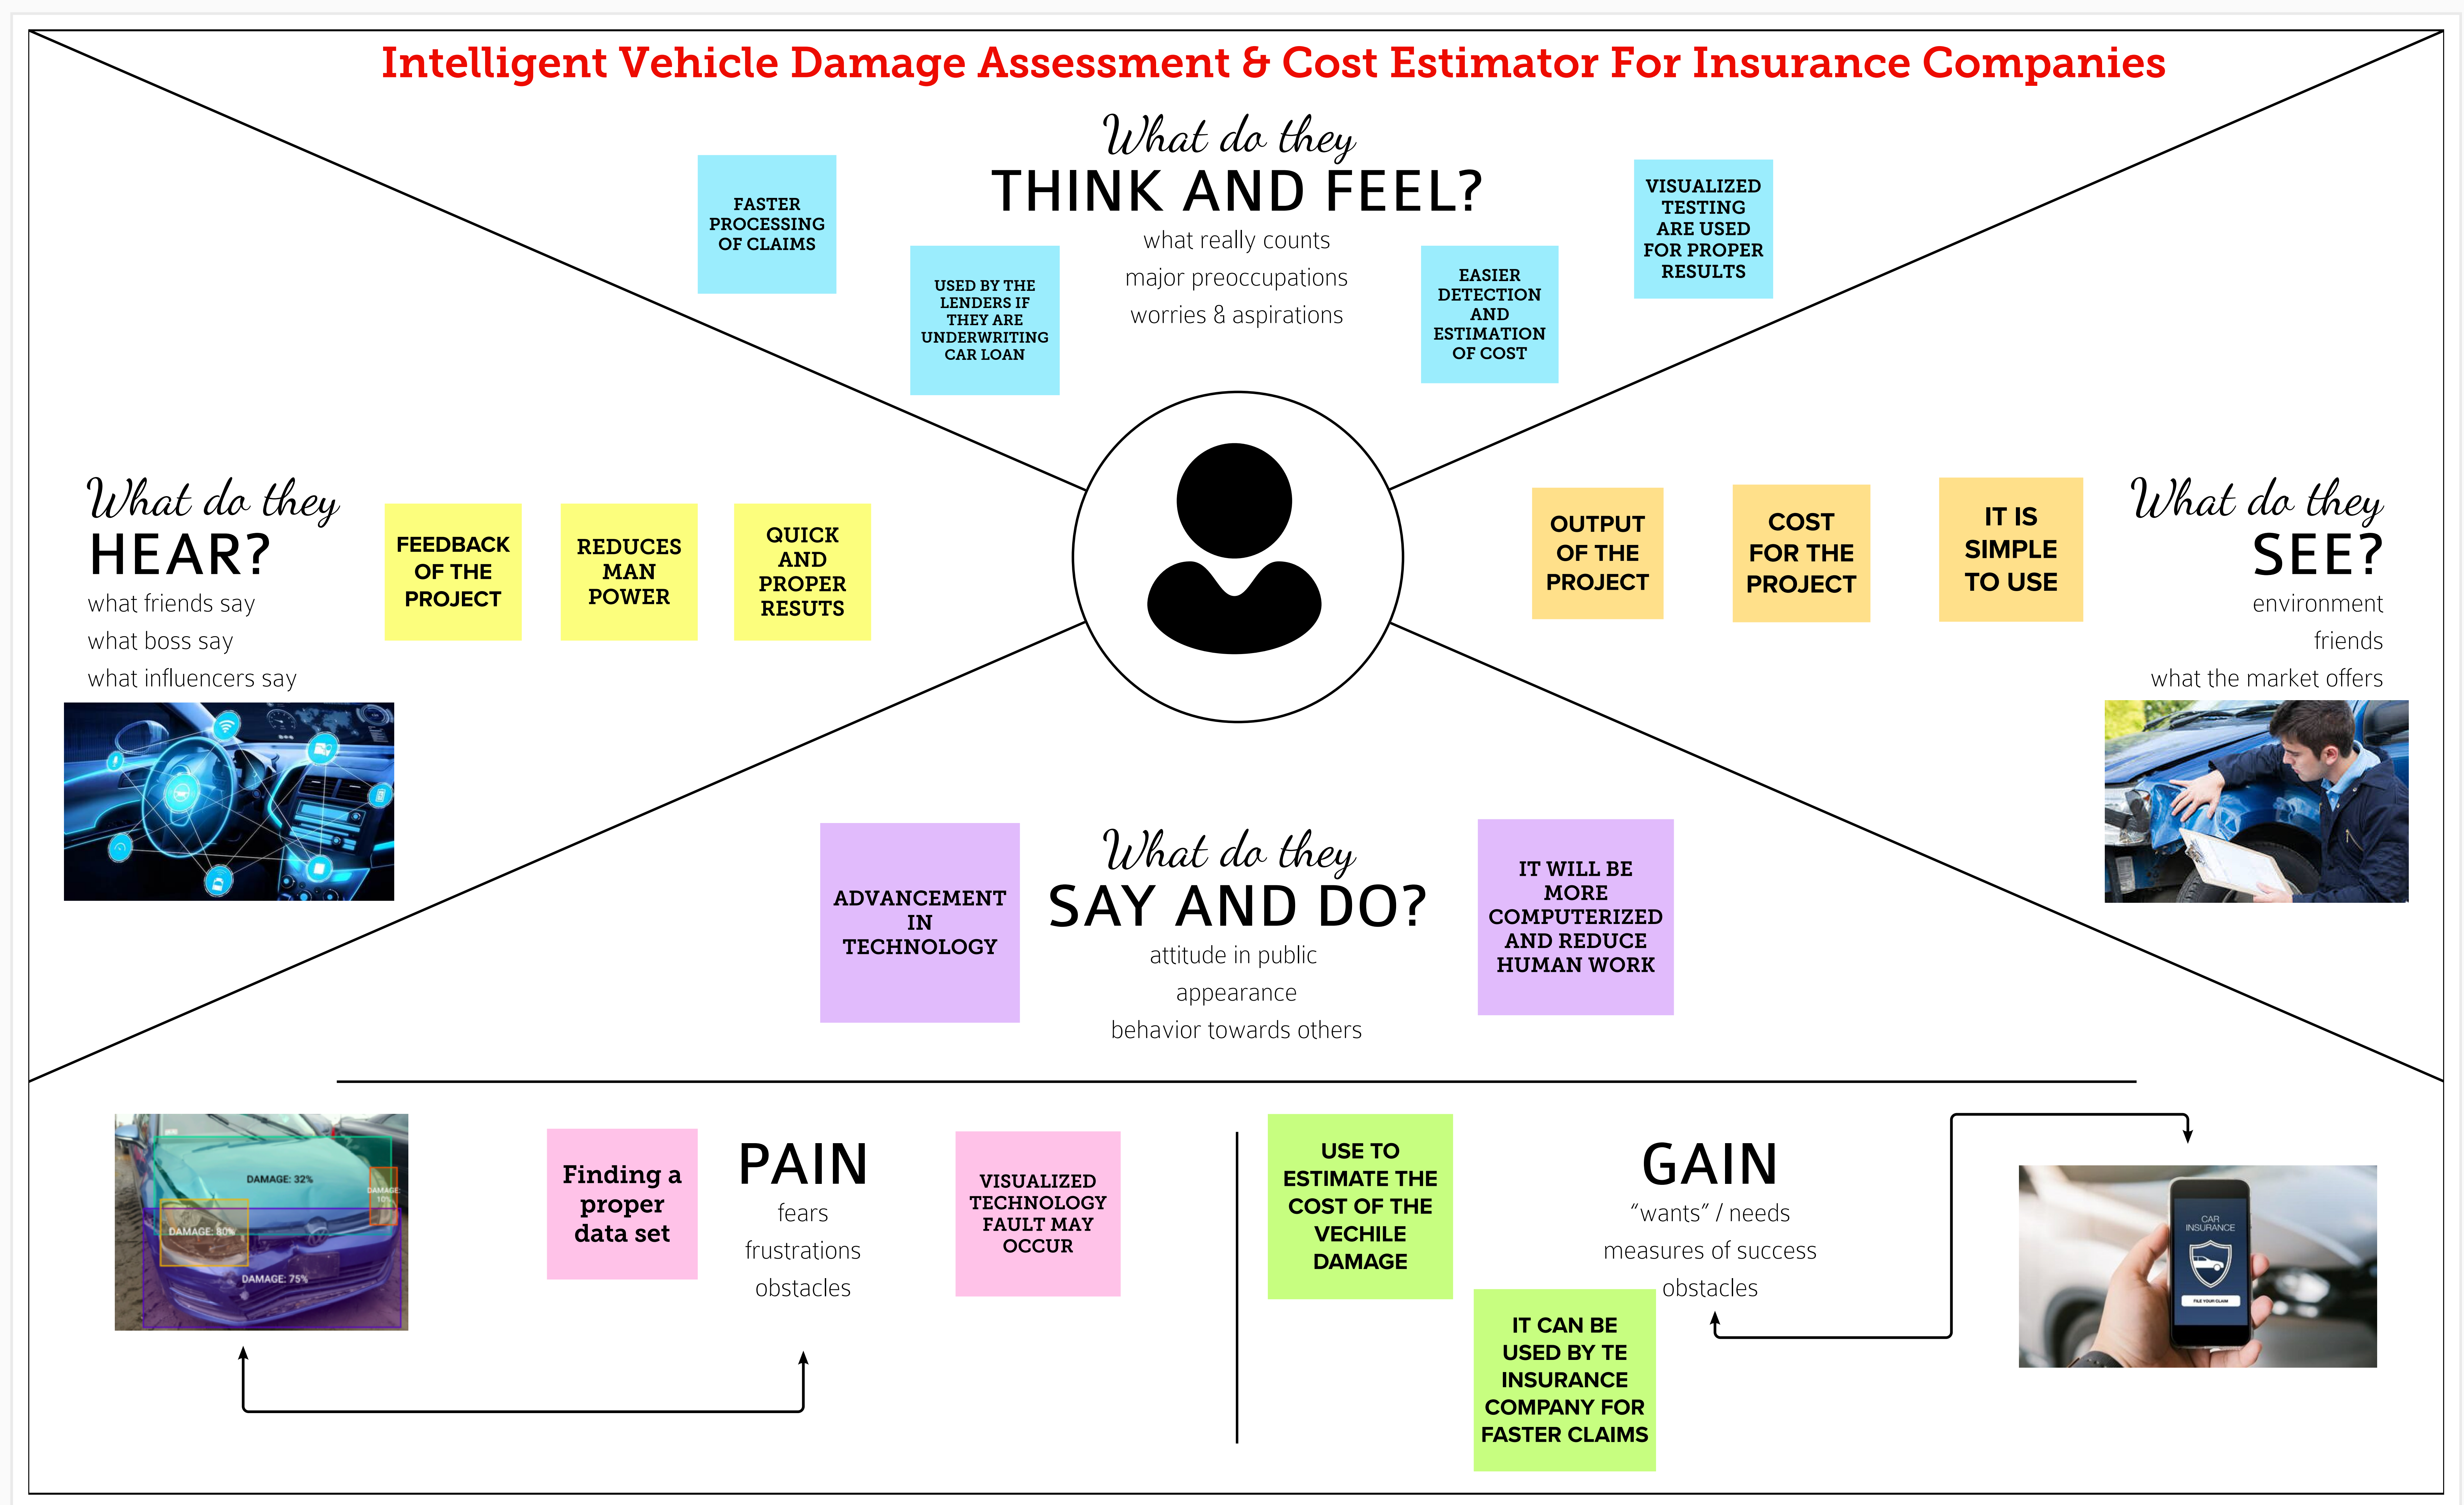 Intelligent Vehicle Damage Assessment & Cost Estimator For Insurance Companies
What do they
THINK AND FEEL?
what really counts
major preoccupations
worries & aspirations
FASTER
PROCESSING
OF CLAIMS
USED BY THE
LENDERS IF
THEY ARE
UNDERWRITING
CAR LOAN
EASIER
DETECTION
AND
ESTIMATION
OF COST
VISUALIZED
TESTING
ARE USED
FOR PROPER
RESULTS
What do they
HEAR?
what friends say
what boss say
what influencers say
FEEDBACK
OF THE
PROJECT
REDUCES
MAN
POWER
QUICK
AND
PROPER
RESUTS
OUTPUT
OF THE
PROJECT
COST
FOR THE
PROJECT
IT IS
SIMPLE
TO USE
What do they
SEE?
environment
friends
what the market offers
ADVANCEMENT
IN
TECHNOLOGY
What do they
SAY AND DO?
attitude in public
appearance
behavior towards others
IT WILL BE
MORE
COMPUTERIZED
AND REDUCE
HUMAN WORK
DAMAGE: 32%
DAMAGE:
10%
DAMAGE: 80%
DAMAGE: 75%
Finding a
proper
data set
PAIN
fears
frustrations
obstacles
VISUALIZED
TECHNOLOGY
FAULT MAY
OCCUR
USE TO
ESTIMATE THE
COST OF THE
VECHILE
DAMAGE
GAIN
“wants” / needs
measures of success
obstacles
IT CAN BE
USED BY TE
INSURANCE
COMPANY FOR
FASTER CLAIMS
CAR
INSURANCE
FILE YOUR CLAIM